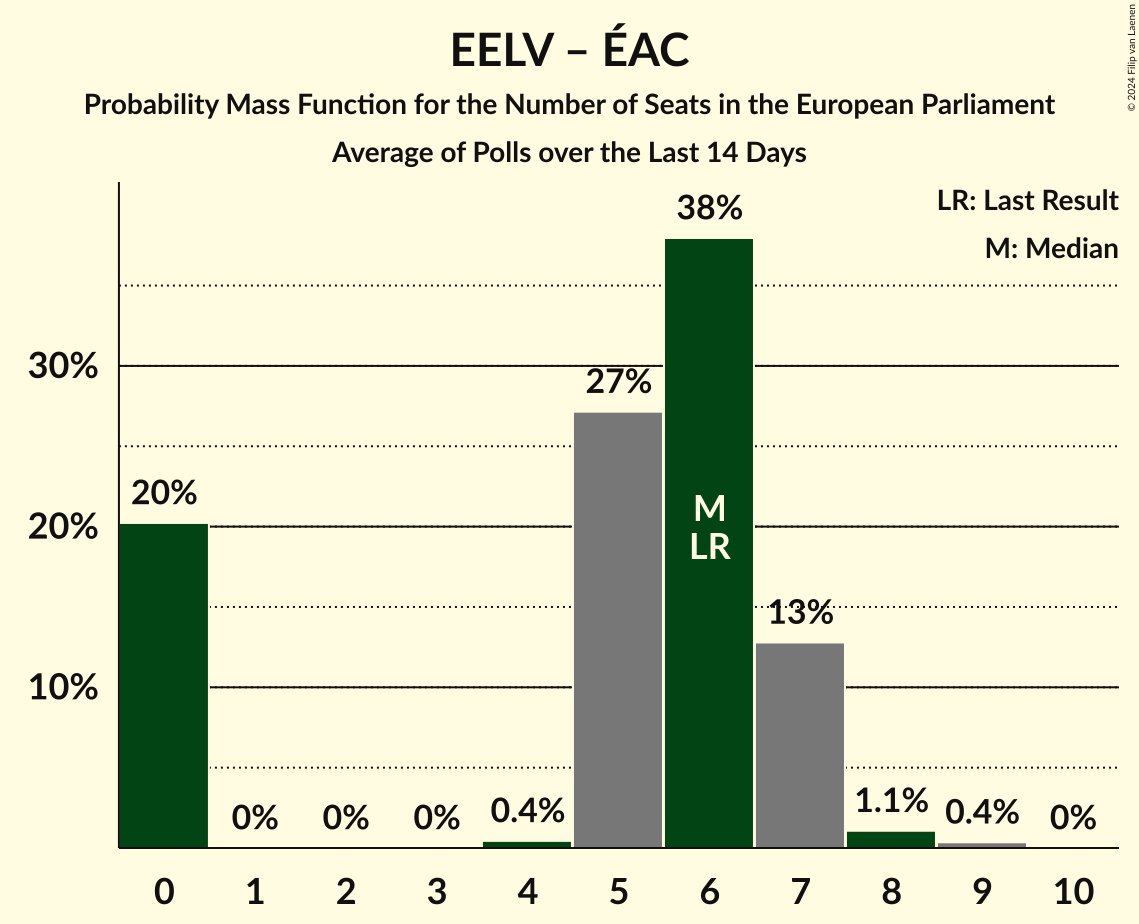 EELV – ÉAC
Probability Mass Function for the Number of Seats in the European Parliament
Average of Polls over the Last 14 Days
© 2024 Filip van Laenen
LR: Last Result
M: Median
38%
30%
27%
20%
20%
M
LR
13%
10%
0%
0%
0%
0.4%
1.1%
0.4%
0%
0 1 2 3 4 5 6 7 8 9 10